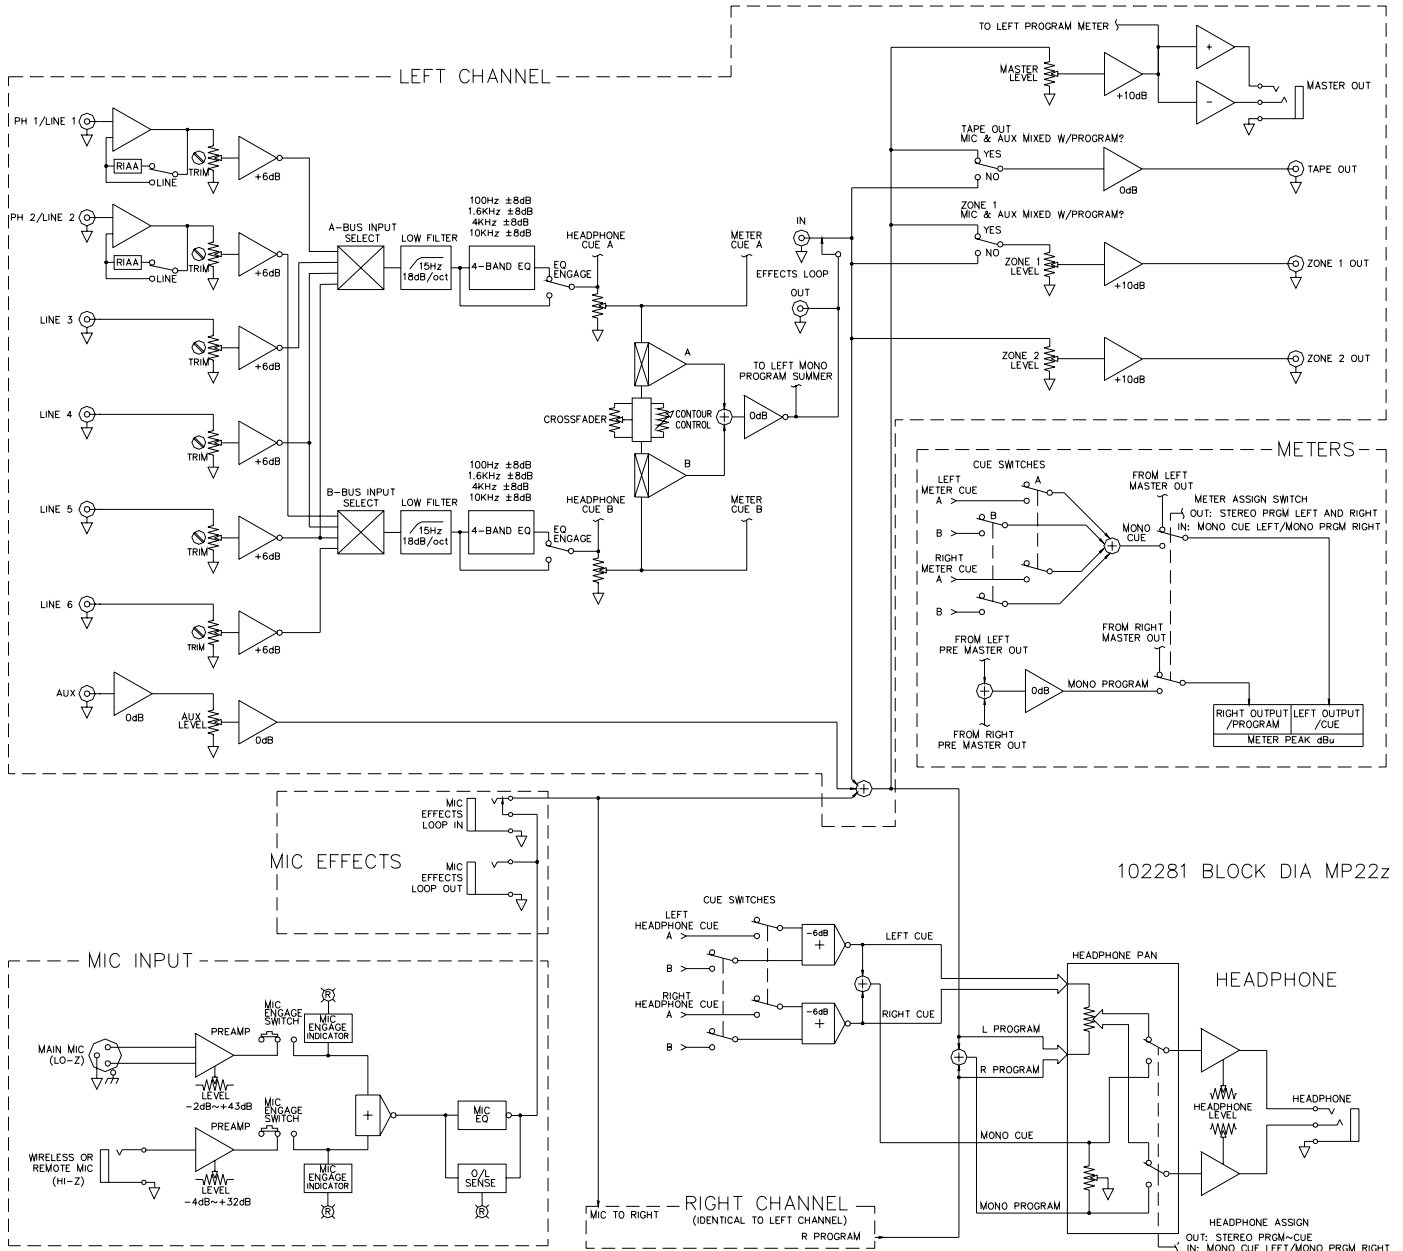 LEFT CHANNEL
TO LEFT PROGRAM METER
MASTER
LEVEL
+10dB
+
-
MASTER OUT
TAPE OUT
MIC & AUX MIXED W/PROGRAM?
YES
NO
0dB
TAPE OUT
ZONE 1
MIC & AUX MIXED W/PROGRAM?
YES
NO
ZONE 1
LEVEL
+10dB
ZONE 1 OUT
ZONE 2
LEVEL
+10dB
ZONE 2 OUT
PH 1/LINE 1
RIAA
LINE
TRIM
+6dB
PH 2/LINE 2
RIAA
LINE
TRIM
+6dB
LINE 3
TRIM
+6dB
LINE 4
TRIM
+6dB
LINE 5
TRIM
+6dB
LINE 6
TRIM
+6dB
AUX
0dB
AUX
LEVEL
0dB
A-BUS INPUT
SELECT
LOW FILTER
15Hz
18dB/oct
100Hz ±8dB
1.6KHz ±8dB
4KHz ±8dB
10KHz ±8dB
4-BAND EQ
EQ
ENGAGE
HEADPHONE
CUE A
METER
CUE A
IN
EFFECTS LOOP
OUT
A
CROSSFADER
CONTOUR
CONTROL
+
0dB
TO LEFT MONO
PROGRAM SUMMER
B
B-BUS INPUT
SELECT
LOW FILTER
15Hz
18dB/oct
100Hz ±8dB
1.6KHz ±8dB
4KHz ±8dB
10KHz ±8dB
4-BAND EQ
EQ
ENGAGE
HEADPHONE
CUE B
METER
CUE B
METERS
CUE SWITCHES
LEFT
METER CUE
A
A
B
B
RIGHT
METER CUE
A
B
+
MONO
CUE
FROM LEFT
MASTER OUT
METER ASSIGN SWITCH
OUT: STEREO PRGM LEFT AND RIGHT
IN: MONO CUE LEFT/MONO PRGM RIGHT
FROM LEFT
PRE MASTER OUT
+
0dB
MONO PROGRAM
FROM RIGHT
MASTER OUT
FROM RIGHT
PRE MASTER OUT
RIGHT OUTPUT
/PROGRAM
LEFT OUTPUT
/CUE
METER PEAK dBu
+
MIC EFFECTS
MIC
EFFECTS
LOOP IN
MIC
EFFECTS
LOOP OUT
102281 BLOCK DIA MP22z
MIC INPUT
MAIN MIC
(LO-Z)
PREAMP
LEVEL
-2dB~+43dB
MIC
ENGAGE
SWITCH
R
MIC
ENGAGE
INDICATOR
WIRELESS OR
REMOTE MIC
(HI-Z)
PREAMP
LEVEL
-4dB~+32dB
MIC
ENGAGE
SWITCH
MIC
ENGAGE
INDICATOR
R
+
MIC
EQ
O/L
SENSE
R
CUE SWITCHES
LEFT
HEADPHONE CUE
A
B
RIGHT
HEADPHONE CUE
A
B
-6dB
+
-6dB
+
LEFT CUE
+
RIGHT CUE
L PROGRAM
+
R PROGRAM
MONO CUE
MONO PROGRAM
HEADPHONE PAN
HEADPHONE
HEADPHONE
LEVEL
HEADPHONE
HEADPHONE ASSIGN
OUT: STEREO PRGM~CUE
IN: MONO CUE LEFT/MONO PRGM RIGHT
RIGHT CHANNEL
(IDENTICAL TO LEFT CHANNEL)
MIC TO RIGHT
R PROGRAM